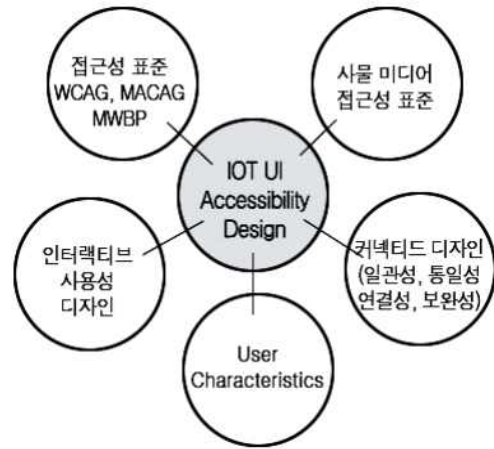 접근성 표준
WCAG, MACAG
MWBP
사물 미디어
접근성 표준
IOT UI
Accessibility
Design
인터랙티브
사용성
디자인
커넥티드 디자인
(일관성, 통일성
연결성, 보완성)
User
Characteristics